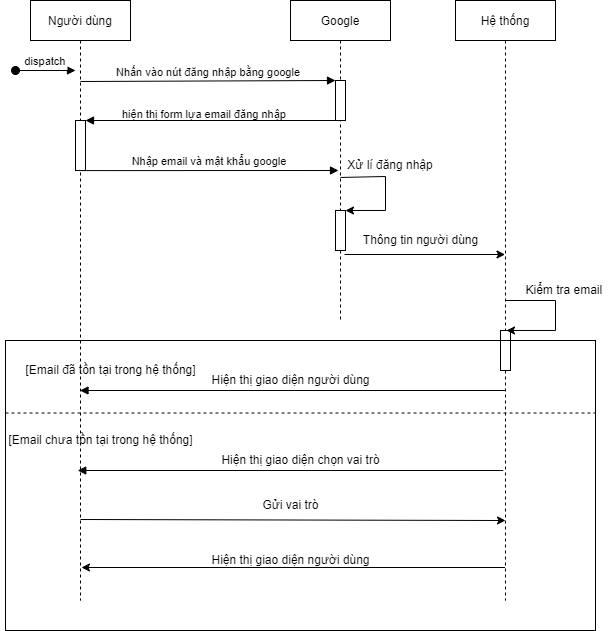 Người dùng
Google
Hệ thống
dispatch
Nhấn vào nút đăng nhập bằng google
hiện thị form lựa email đăng nhập
Nhập email và mật khẩu google
Xử lí đăng nhập
Thông tin người dùng
Kiểm tra email
[Email đã tồn tại trong hệ thống]
Hiện thị giao diện người dùng
[Email chưa tồn tại trong hệ thống]
Hiện thị giao diện chọn vai trò
Gửi vai trò
Hiện thị giao diện người dùng